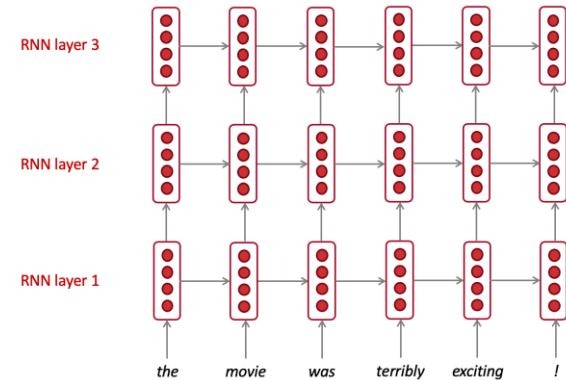 RNN layer 3
RNN layer 2
RNN layer 1
the movie was terribly exciting !